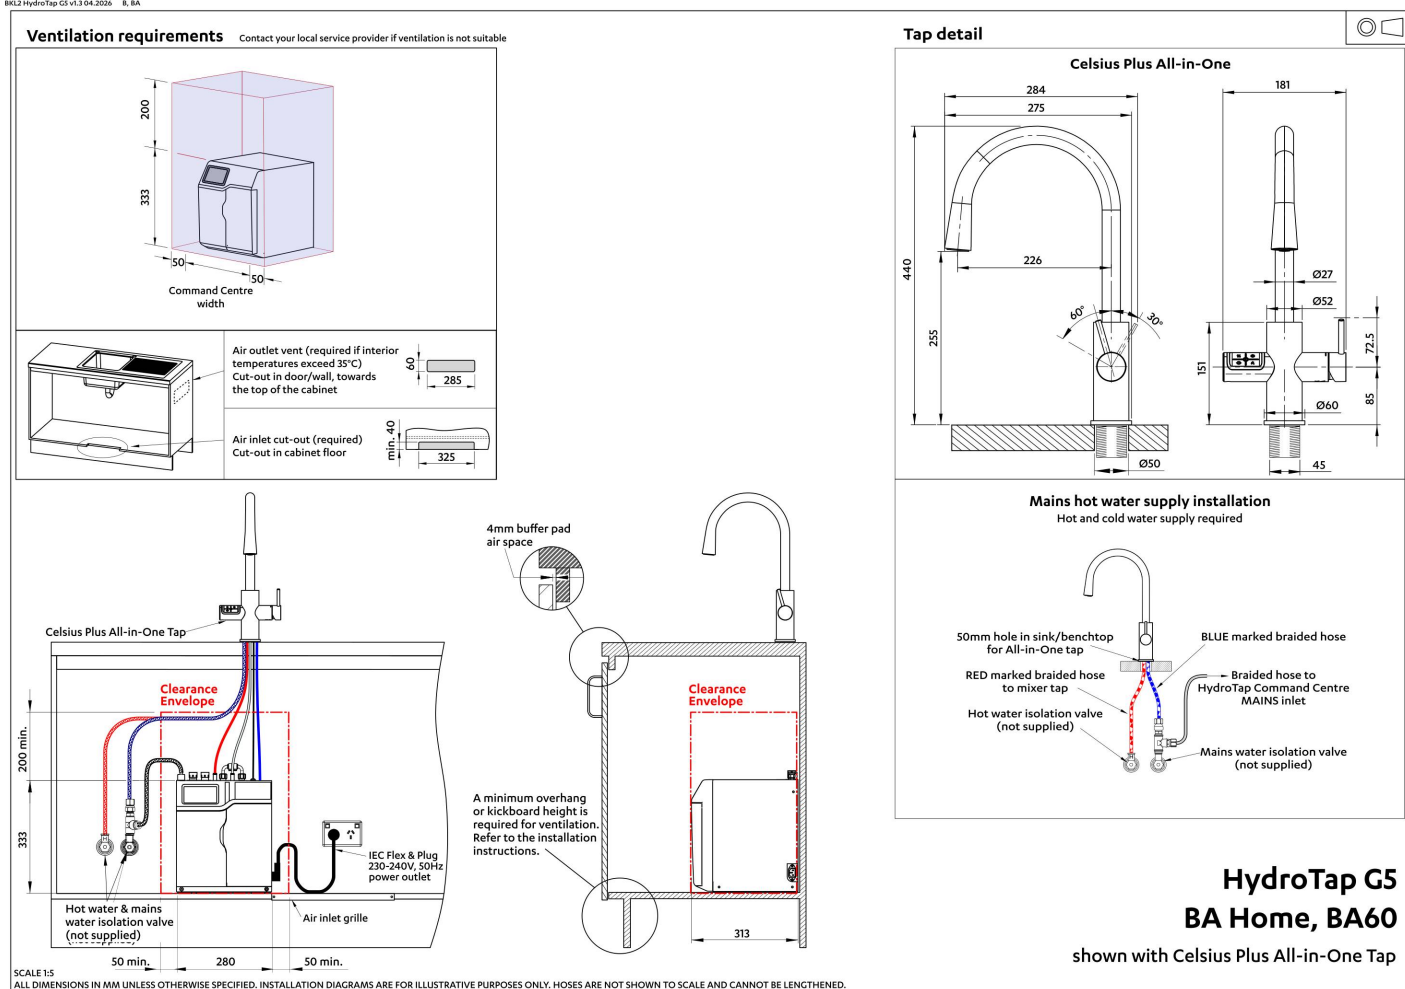 BKL2 HydroTap G5 v1.3 04.2026 B, BA
Ventilation requirements Contact your local service provider if ventilation is not suitable
200
333
50
50
Command Centre
width
Air outlet vent (required if interior
temperatures exceed 35°C)
Cut-out in door/wall, towards
the top of the cabinet
60
285
Air inlet cut-out (required)
Cut-out in cabinet floor
min. 40
325
Tap detail
Celsius Plus All-in-One
284
275
440
255
226
60°
30°
Ø50
181
Ø27
Ø52
72.5
151
85
Ø60
45
Mains hot water supply installation
Hot and cold water supply required
50mm hole in sink/benchtop
for All-in-One tap
RED marked braided hose
to mixer tap
Hot water isolation valve
(not supplied)
BLUE marked braided hose
Braided hose to
HydroTap Command Centre
MAINS inlet
Mains water isolation valve
(not supplied)
Celsius Plus All-in-One Tap
Clearance
Envelope
200 min.
333
IEC Flex & Plug
230-240V, 50Hz
power outlet
Hot water & mains
water isolation valve
(not supplied)
Air inlet grille
50 min.
280
50 min.
4mm buffer pad
air space
Clearance
Envelope
A minimum overhang
or kickboard height is
required for ventilation.
Refer to the installation
instructions.
313
HydroTap G5
BA Home, BA60
shown with Celsius Plus All-in-One Tap
SCALE 1:5
ALL DIMENSIONS IN MM UNLESS OTHERWISE SPECIFIED. INSTALLATION DIAGRAMS ARE FOR ILLUSTRATIVE PURPOSES ONLY. HOSES ARE NOT SHOWN TO SCALE AND CANNOT BE LENGTHENED.